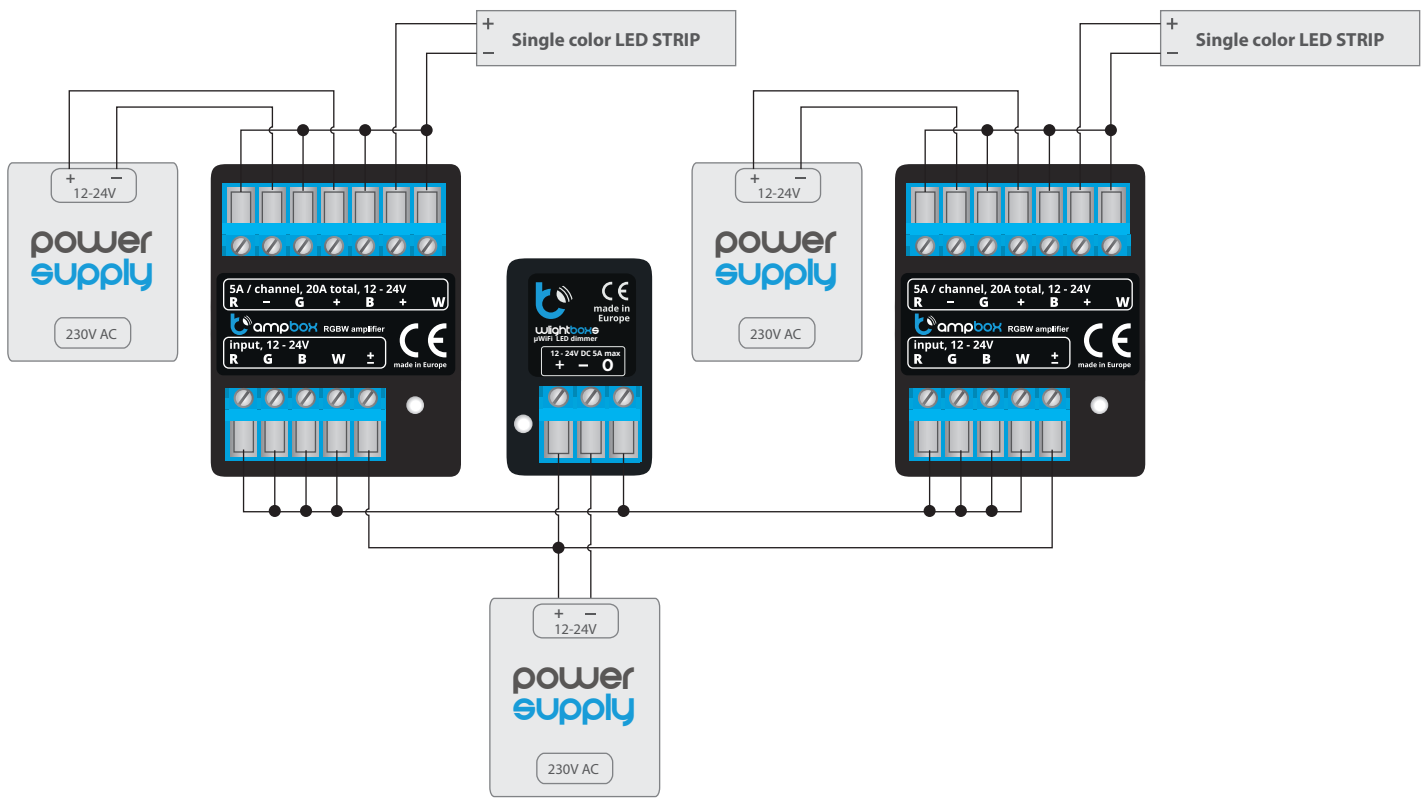 +
−
Single color LED STRIP
+
−
Single color LED STRIP
+ −
12-24V
power
supply
230V AC
5A / channel, 20A total, 12 - 24V
R − G + B + W
ampbox RGBW amplifier
input, 12 - 24V
R G B W ±
CE
made in Europe
CE
made in
Europe
wlightboxs
µWiFi LED dimmer
12 - 24V DC 5A max
+ − O
+ −
12-24V
power
supply
230V AC
5A / channel, 20A total, 12 - 24V
R − G + B + W
ampbox RGBW amplifier
input, 12 - 24V
R G B W ±
CE
made in Europe
+ −
12-24V
power
supply
230V AC